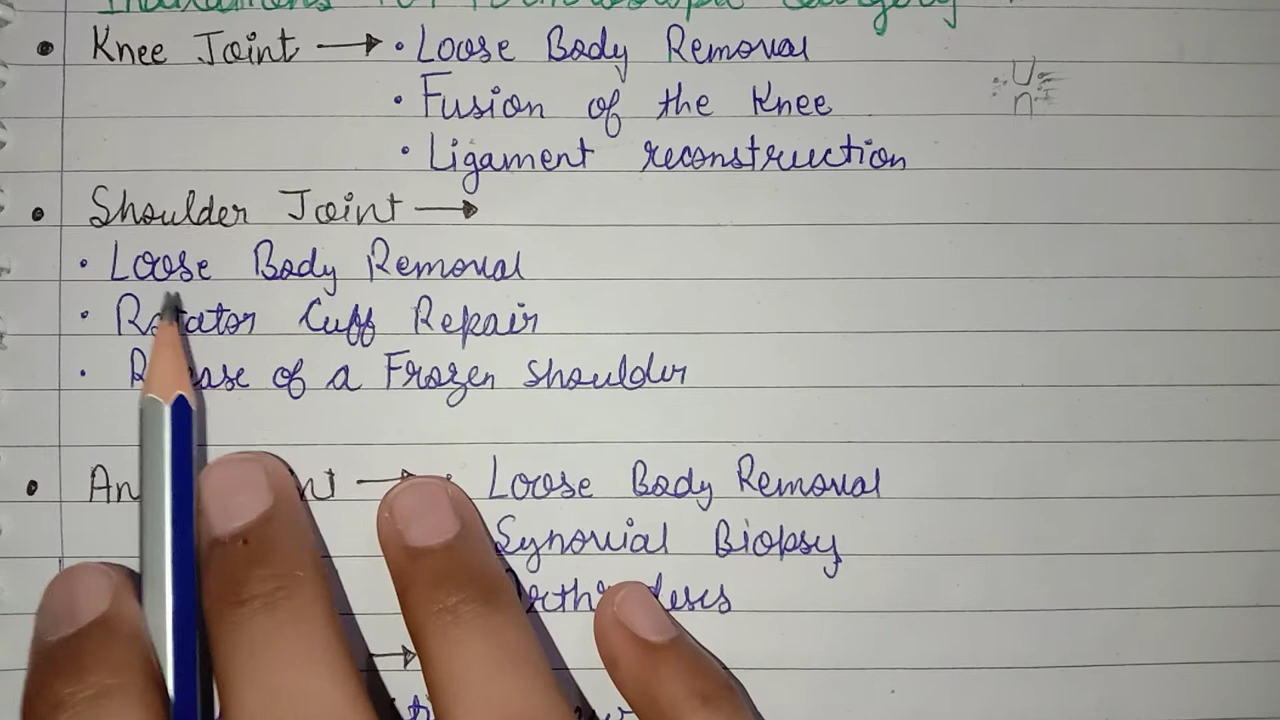 • Knee Joint → • Loose Body Removal
• Fusion of the Knee
• Ligament reconstruction
• Shoulder Joint →
• Loose Body Removal
• Rotator Cuff Repair
• of a Frozen Shoulder
• → • Loose Body Removal
Synovial Biopsy